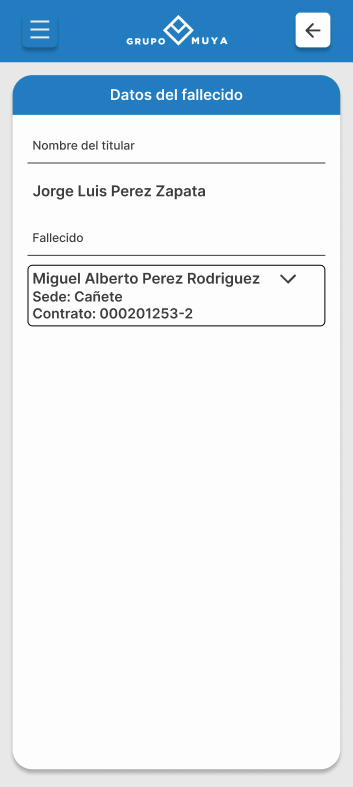 GRUPO MUYA
Datos del fallecido
Nombre del titular
Jorge Luis Perez Zapata
Fallecido
Miguel Alberto Perez Rodriguez
Sede: Cañete
Contrato: 000201253-2